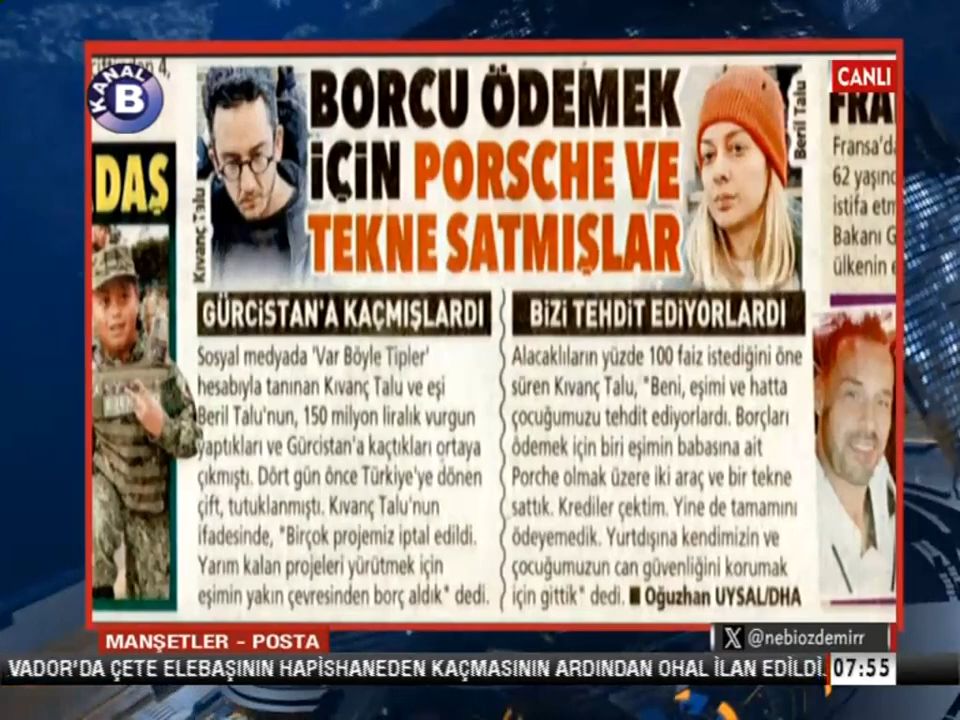 KANAL B
CANLI
DAŞ
Kıvanç Talu
BORCU ÖDEMEK
İÇİN PORSCHE VE
TEKNE SATMIŞLAR
Beril Talu
GÜRCİSTAN'A KAÇMIŞLARDI
Sosyal medyada 'Var Böyle Tipler'
hesabıyla tanınan Kıvanç Talu ve eşi
Beril Talu'nun, 150 milyon liralık vurgun
yaptıkları ve Gürcistan'a kaçtıkları ortaya
çıkmıştı. Dört gün önce Türkiye'ye dönen
çift, tutuklanmıştı. Kıvanç Talu'nun
ifadesinde, "Birçok projemiz iptal edildi.
Yarım kalan projeleri yürütmek için
eşimin yakın çevresinden borç aldık" dedi.
BİZİ TEHDİT EDİYORLARDI
Alacaklıların yüzde 100 faiz istediğini öne
süren Kıvanç Talu, "Beni, eşimi ve hatta
çocuğumuzu tehdit ediyorlardı. Borçları
ödemek için biri eşimin babasına ait
Porche olmak üzere iki araç ve bir tekne
sattık. Krediler çektim. Yine de tamamını
ödeyemedik. Yurtdışına kendimizin ve
çocuğumuzun can güvenliğini korumak
için gittik" dedi. ■ Oğuzhan UYSAL/DHA
FRA
Fransa'da
62 yaşınd
istifa etm
Bakanı G
ülkenin e
MANŞETLER - POSTA
X @nebiozdemirr
VADOR'DA ÇETE ELEBAŞININ HAPİSHANEDEN KAÇMASININ ARDINDAN OHAL İLAN EDİLDİ.
07:55